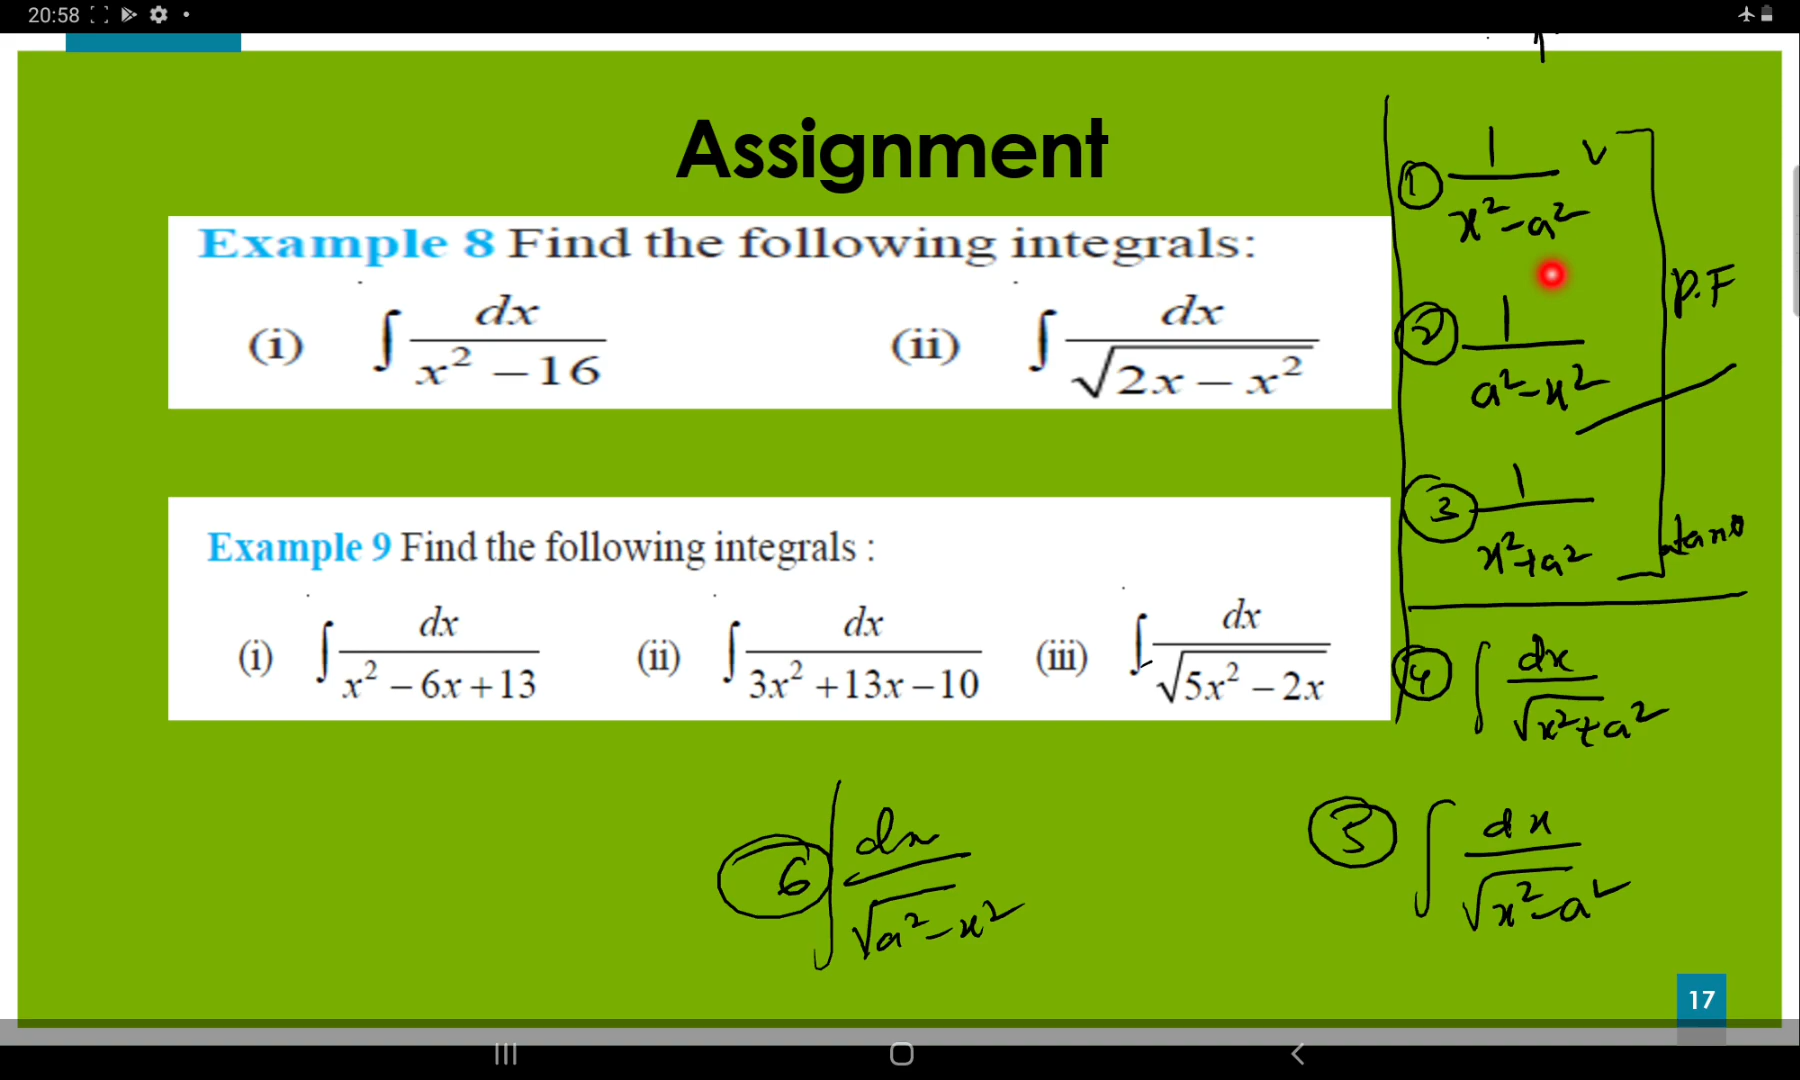 20:58
Assignment
Example 8 Find the following integrals:
(i) ∫ dx / (x² − 16)
(ii) ∫ dx / √(2x − x²)
Example 9 Find the following integrals :
(i) ∫ dx / (x² − 6x + 13)
(ii) ∫ dx / (3x² + 13x − 10)
(iii) ∫ dx / √(5x² − 2x)
① 1 / (x² − a²)
② 1 / (a² − x²)
P.F
③ 1 / (x² + a²)
tanθ
④ ∫ dx / √(x² + a²)
⑤ ∫ dx / √(x² − a²)
⑥ ∫ dx / √(a² − x²)
17